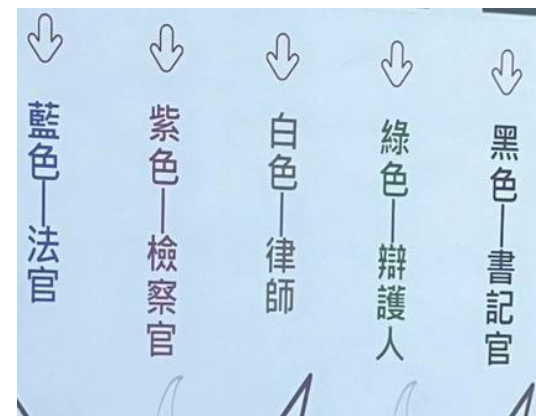 藍色—法官
紫色—檢察官
白色—律師
綠色—辯護人
黑色—書記官